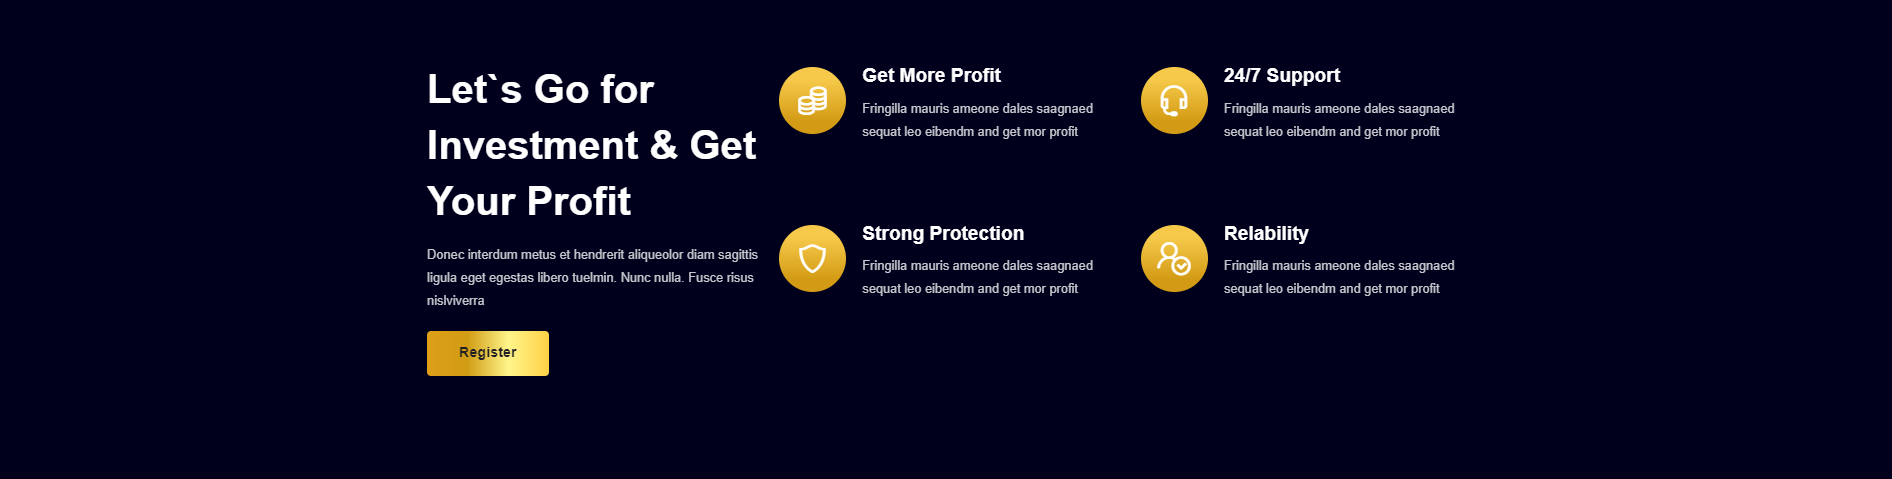 Let`s Go for
Investment & Get
Your Profit
Donec interdum metus et hendrerit aliqueolor diam sagittis
ligula eget egestas libero tuelmin. Nunc nulla. Fusce risus
nislviverra
Register
Get More Profit
Fringilla mauris ameone dales saagnaed
sequat leo eibendm and get mor profit
24/7 Support
Fringilla mauris ameone dales saagnaed
sequat leo eibendm and get mor profit
Strong Protection
Fringilla mauris ameone dales saagnaed
sequat leo eibendm and get mor profit
Relability
Fringilla mauris ameone dales saagnaed
sequat leo eibendm and get mor profit